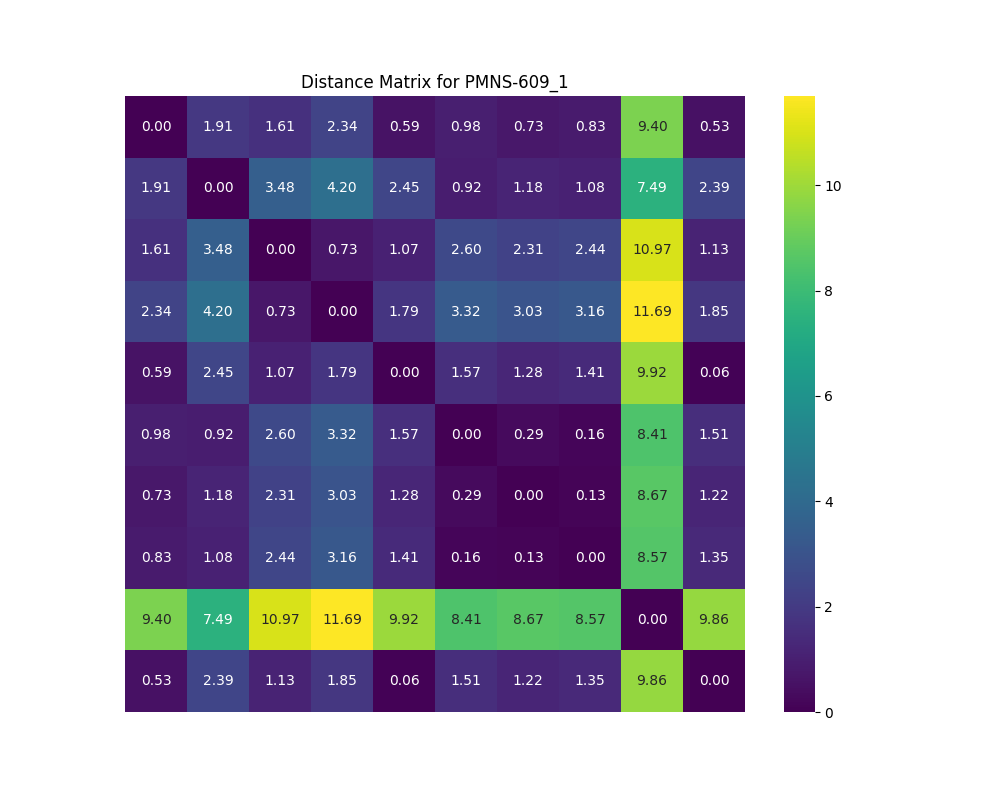 Distance Matrix for PMNS-609_1
0.00 1.91 1.61 2.34 0.59 0.98 0.73 0.83 9.40 0.53
1.91 0.00 3.48 4.20 2.45 0.92 1.18 1.08 7.49 2.39
1.61 3.48 0.00 0.73 1.07 2.60 2.31 2.44 10.97 1.13
2.34 4.20 0.73 0.00 1.79 3.32 3.03 3.16 11.69 1.85
0.59 2.45 1.07 1.79 0.00 1.57 1.28 1.41 9.92 0.06
0.98 0.92 2.60 3.32 1.57 0.00 0.29 0.16 8.41 1.51
0.73 1.18 2.31 3.03 1.28 0.29 0.00 0.13 8.67 1.22
0.83 1.08 2.44 3.16 1.41 0.16 0.13 0.00 8.57 1.35
9.40 7.49 10.97 11.69 9.92 8.41 8.67 8.57 0.00 9.86
0.53 2.39 1.13 1.85 0.06 1.51 1.22 1.35 9.86 0.00
10
8
6
4
2
0